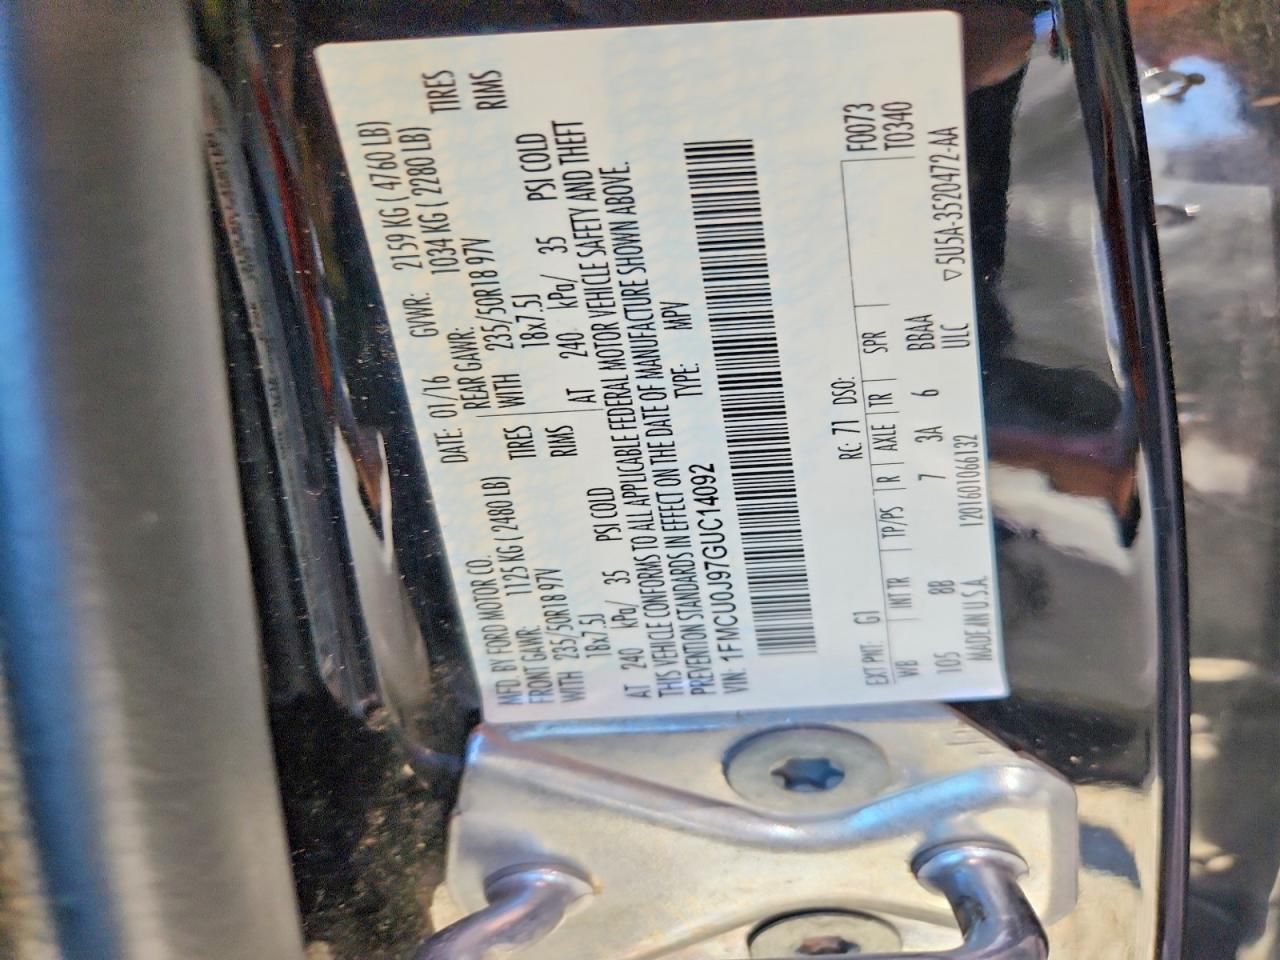 MFD. BY FORD MOTOR CO.
DATE: 01/16 GVWR: 2159 KG ( 4760 LB)
FRONT GAWR: 1125 KG ( 2480 LB) REAR GAWR: 1034 KG ( 2280 LB)
WITH 235/50R18 97V TIRES WITH 235/50R18 97V TIRES
18x7.5J RIMS 18x7.5J RIMS
AT 240 kPa/ 35 PSI COLD AT 240 kPa/ 35 PSI COLD
THIS VEHICLE CONFORMS TO ALL APPLICABLE FEDERAL MOTOR VEHICLE SAFETY AND THEFT
PREVENTION STANDARDS IN EFFECT ON THE DATE OF MANUFACTURE SHOWN ABOVE.
VIN: 1FMCU0J97GUC14092 TYPE: MPV
F0073
T0340
EXT PNT: G1 RC: 71 DSO:
WB INT TR TP/PS R AXLE TR SPR
105 8B 7 3A 6 BBAA
MADE IN U.S.A. 120160106132 ULC
▽5U5A-3520472-AA